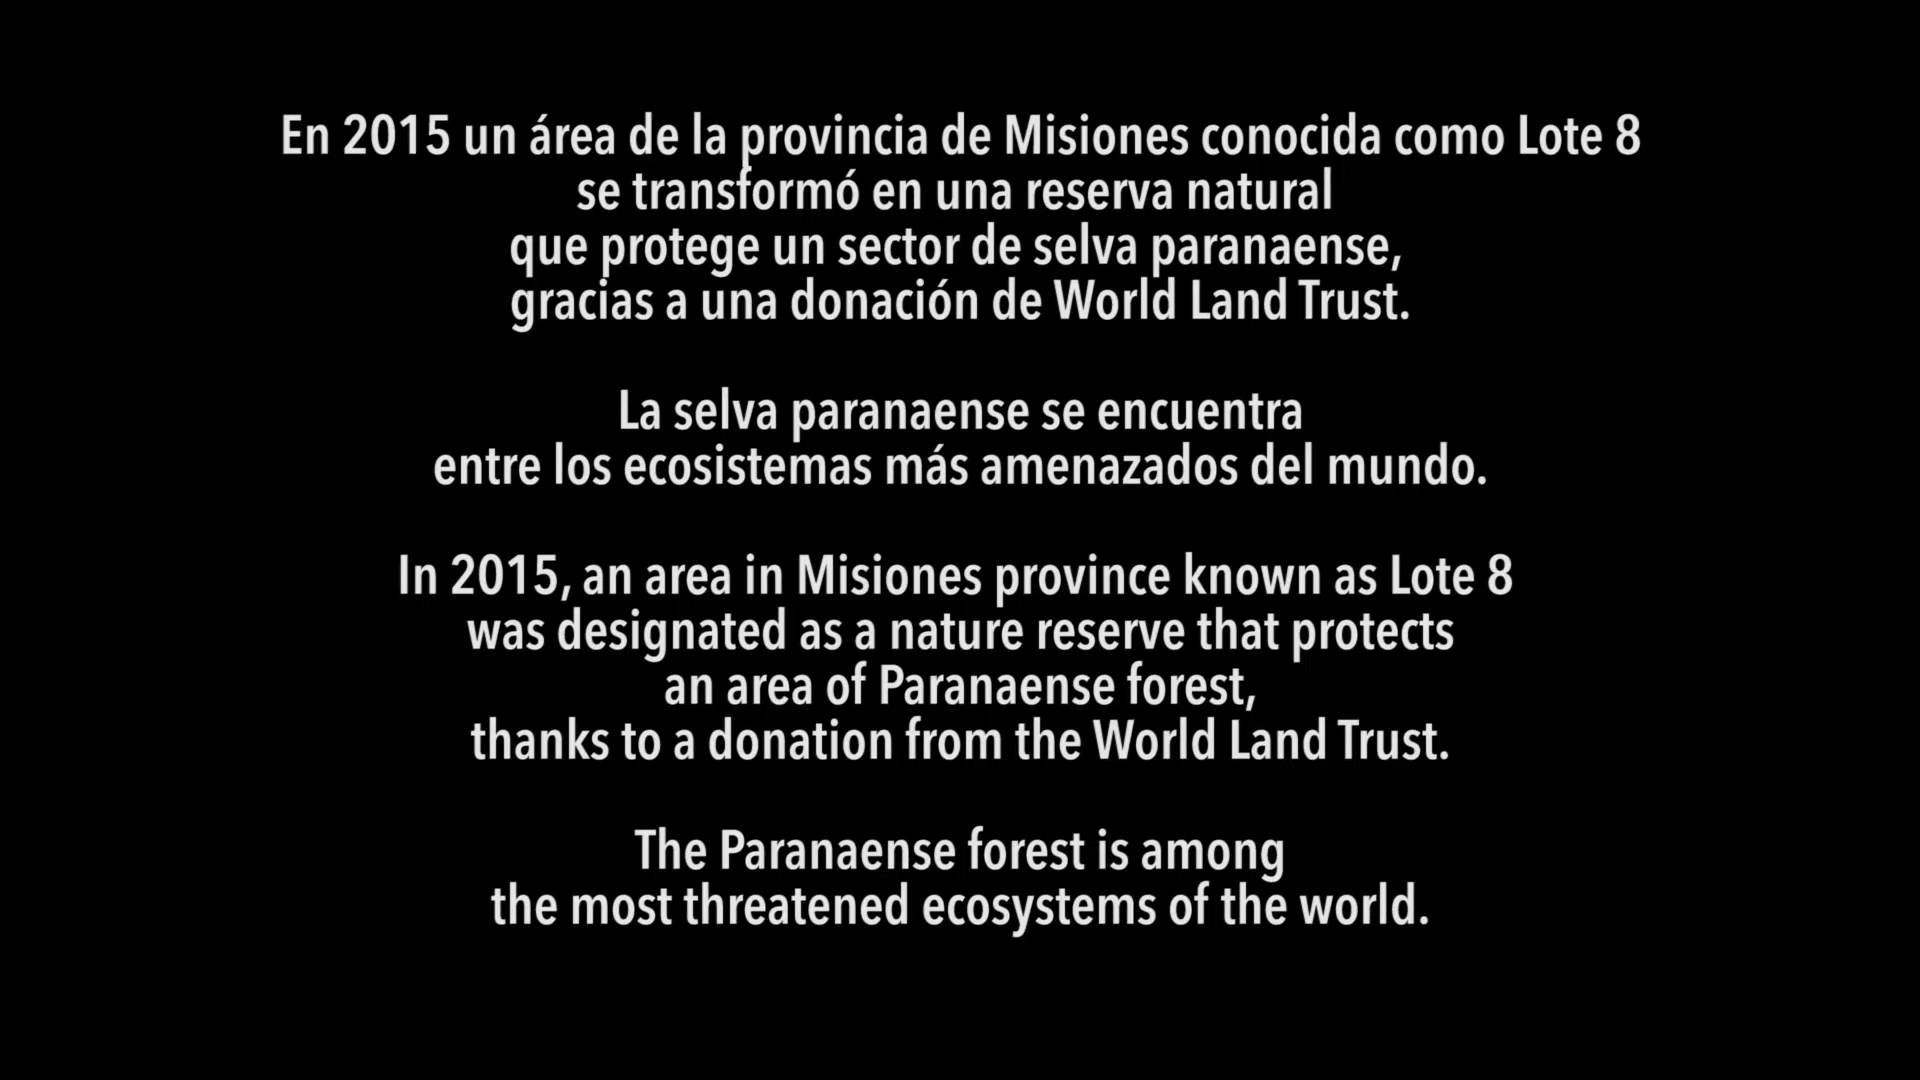 En 2015 un área de la provincia de Misiones conocida como Lote 8
se transformó en una reserva natural
que protege un sector de selva paranaense,
gracias a una donación de World Land Trust.
La selva paranaense se encuentra
entre los ecosistemas más amenazados del mundo.
In 2015, an area in Misiones province known as Lote 8
was designated as a nature reserve that protects
an area of Paranaense forest,
thanks to a donation from the World Land Trust.
The Paranaense forest is among
the most threatened ecosystems of the world.